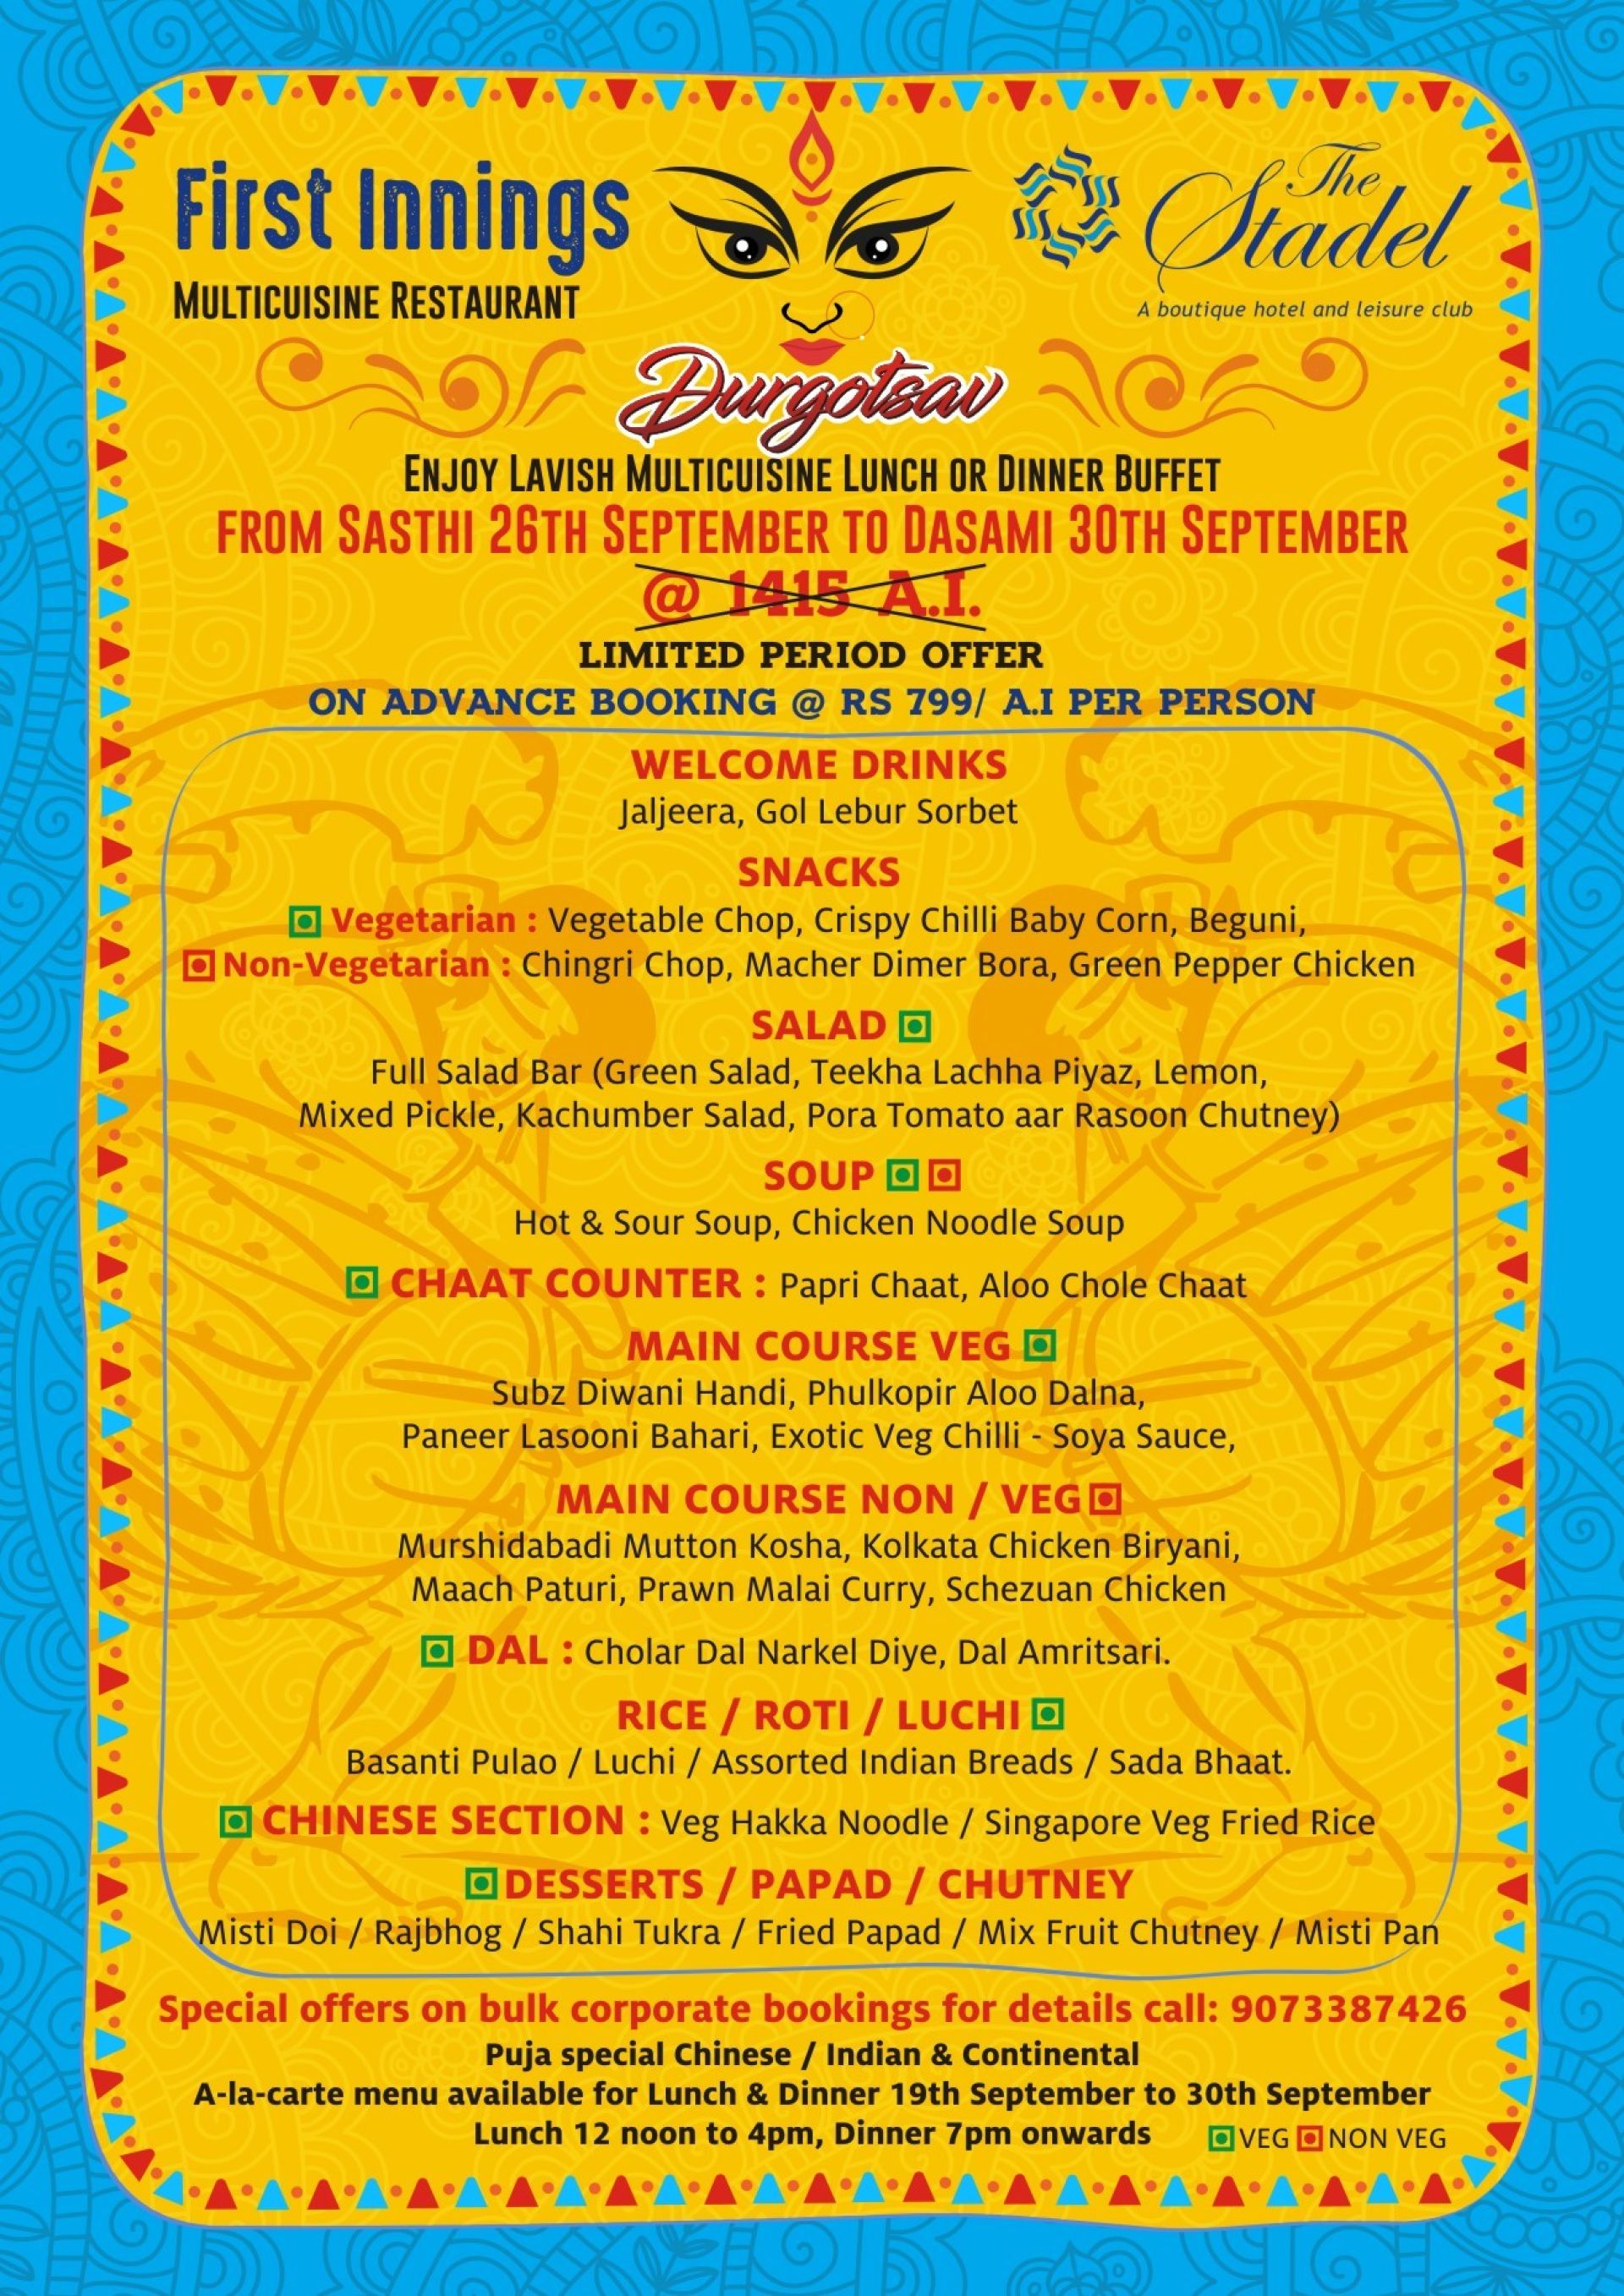 First Innings
MULTICUISINE RESTAURANT
The Stadel
A boutique hotel and leisure club
Durgotsav
ENJOY LAVISH MULTICUISINE LUNCH OR DINNER BUFFET
FROM SASTHI 26TH SEPTEMBER TO DASAMI 30TH SEPTEMBER
@ 1415 A.I.
LIMITED PERIOD OFFER
ON ADVANCE BOOKING @ RS 799/ A.I PER PERSON
WELCOME DRINKS
Jaljeera, Gol Lebur Sorbet
SNACKS
Vegetarian : Vegetable Chop, Crispy Chilli Baby Corn, Beguni,
Non-Vegetarian : Chingri Chop, Macher Dimer Bora, Green Pepper Chicken
SALAD
Full Salad Bar (Green Salad, Teekha Lachha Piyaz, Lemon,
Mixed Pickle, Kachumber Salad, Pora Tomato aar Rasoon Chutney)
SOUP
Hot & Sour Soup, Chicken Noodle Soup
CHAAT COUNTER : Papri Chaat, Aloo Chole Chaat
MAIN COURSE VEG
Subz Diwani Handi, Phulkopir Aloo Dalna,
Paneer Lasooni Bahari, Exotic Veg Chilli - Soya Sauce,
MAIN COURSE NON / VEG
Murshidabadi Mutton Kosha, Kolkata Chicken Biryani,
Maach Paturi, Prawn Malai Curry, Schezuan Chicken
DAL : Cholar Dal Narkel Diye, Dal Amritsari.
RICE / ROTI / LUCHI
Basanti Pulao / Luchi / Assorted Indian Breads / Sada Bhaat.
CHINESE SECTION : Veg Hakka Noodle / Singapore Veg Fried Rice
DESSERTS / PAPAD / CHUTNEY
Misti Doi / Rajbhog / Shahi Tukra / Fried Papad / Mix Fruit Chutney / Misti Pan
Special offers on bulk corporate bookings for details call: 9073387426
Puja special Chinese / Indian & Continental
A-la-carte menu available for Lunch & Dinner 19th September to 30th September
Lunch 12 noon to 4pm, Dinner 7pm onwards
VEG NON VEG